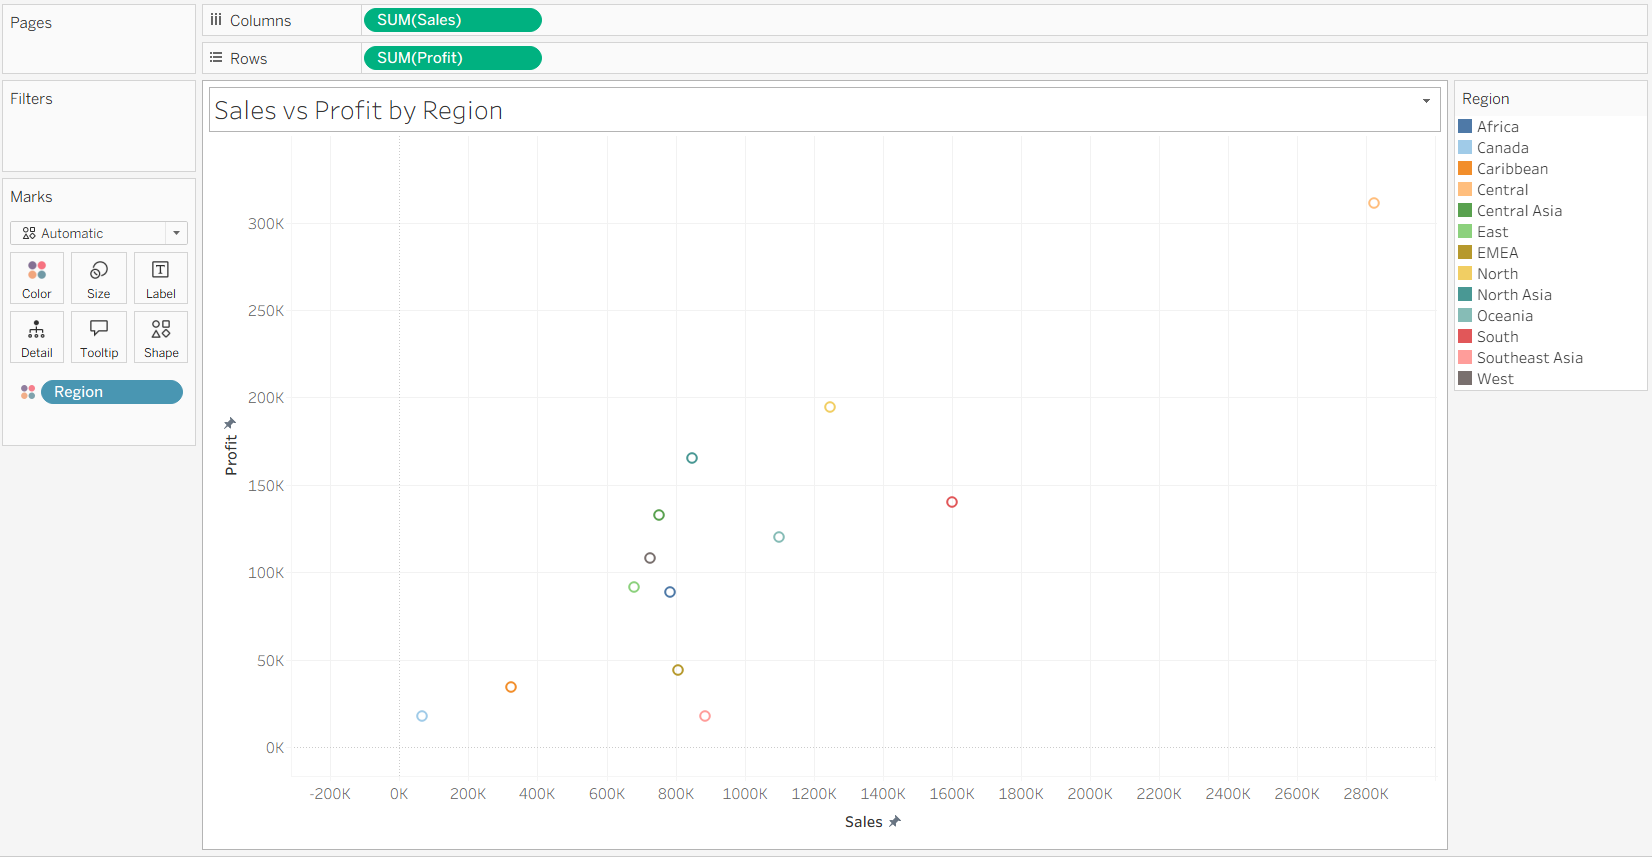 Pages
Columns
SUM(Sales)
Rows
SUM(Profit)
Filters
Marks
Automatic
Color
Size
Label
Detail
Tooltip
Shape
Region
Sales vs Profit by Region
300K
250K
200K
150K
100K
50K
0K
Profit
-200K 0K 200K 400K 600K 800K 1000K 1200K 1400K 1600K 1800K 2000K 2200K 2400K 2600K 2800K
Sales
Region
Africa
Canada
Caribbean
Central
Central Asia
East
EMEA
North
North Asia
Oceania
South
Southeast Asia
West